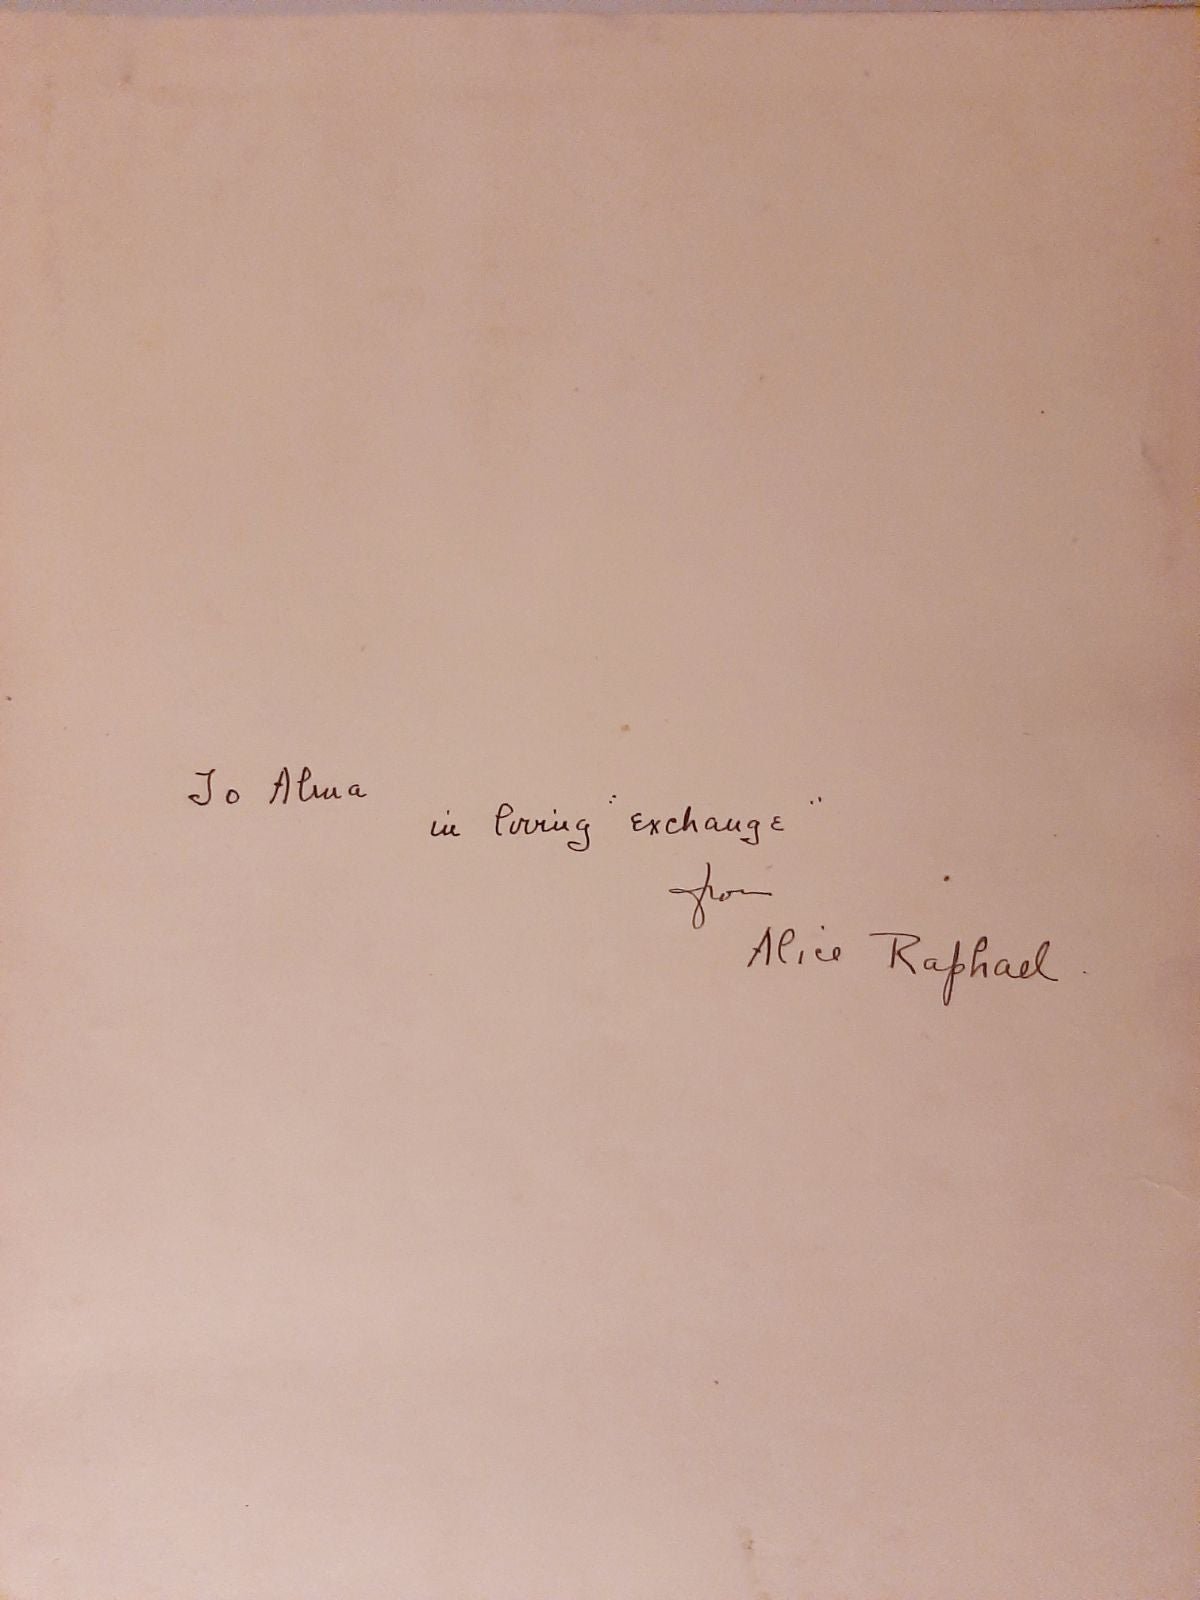 To Alma
in loving "exchange"
from
Alice Raphael.